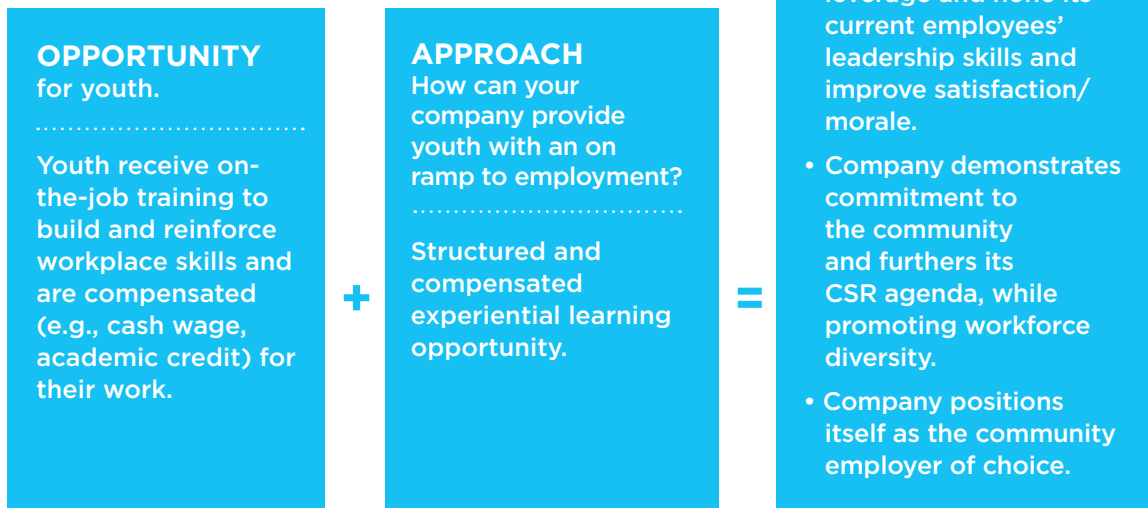 OPPORTUNITY
for youth.
Youth receive on-
the-job training to
build and reinforce
workplace skills and
are compensated
(e.g., cash wage,
academic credit) for
their work.
+
APPROACH
How can your
company provide
youth with an on
ramp to employment?
Structured and
compensated
experiential learning
opportunity.
=
current employees’
leadership skills and
improve satisfaction/
morale.
• Company demonstrates
commitment to
the community
and furthers its
CSR agenda, while
promoting workforce
diversity.
• Company positions
itself as the community
employer of choice.